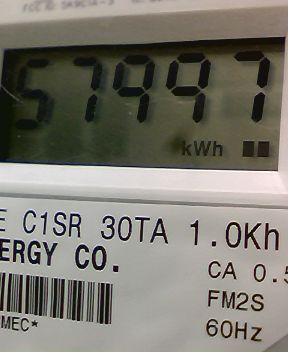 57997
kWh
E C1SR 30TA 1.0Kh
ERGY CO.
CA 0.5
FM2S
60Hz
MEC*